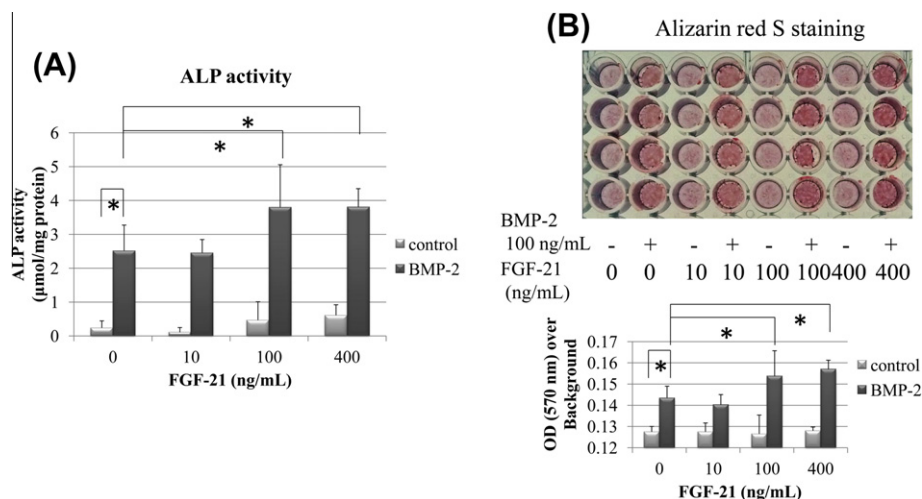 (A)
ALP activity
*
*
*
ALP activity
(μmol/mg protein)
6
5
4
3
2
1
0
0 10 100 400
FGF-21 (ng/mL)
control
BMP-2
(B) Alizarin red S staining
BMP-2
100 ng/mL - + - + - + - +
FGF-21 0 0 10 10 100 100 400 400
(ng/mL)
*
*
*
OD (570 nm) over
Background
0.17
0.16
0.15
0.14
0.13
0.12
0 10 100 400
FGF-21 (ng/mL)
control
BMP-2